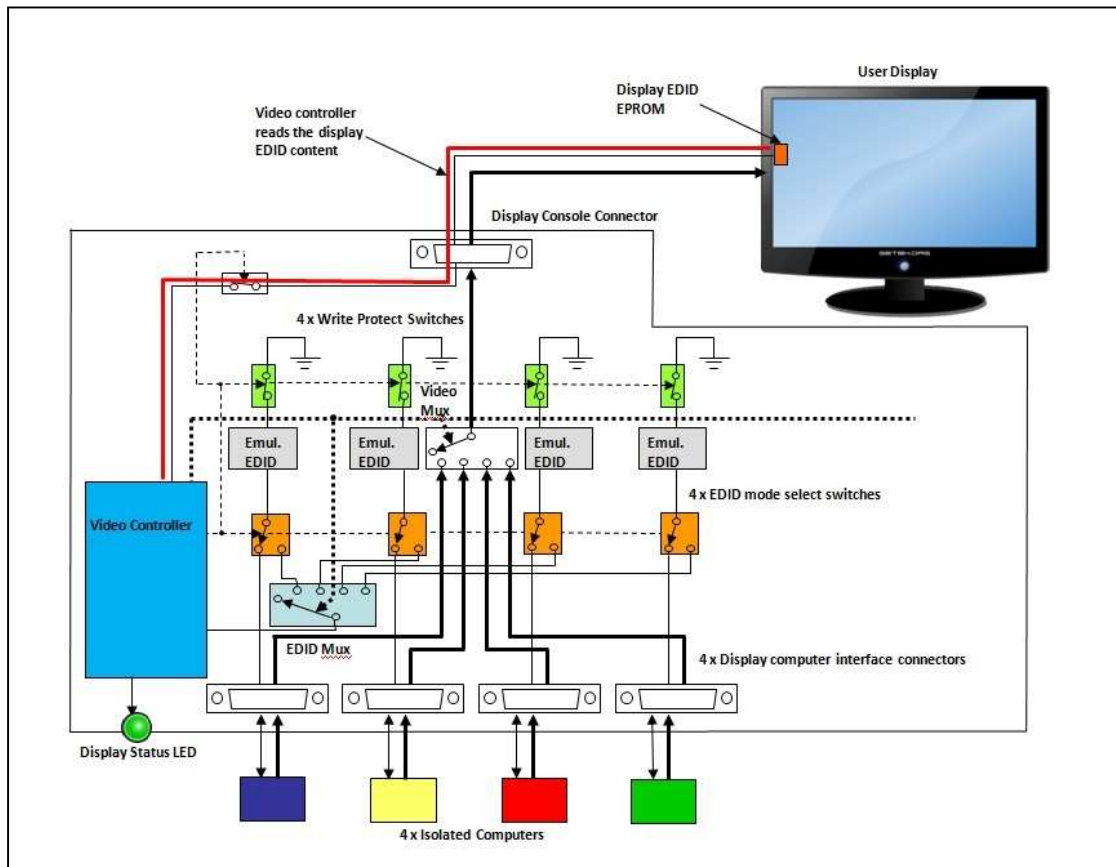 User Display
Display EDID
EPROM
Video controller
reads the display
EDID content
Display Console Connector
4 x Write Protect Switches
Video
Mux
Emul.
EDID
Emul.
EDID
Emul.
EDID
Emul.
EDID
4 x EDID mode select switches
Video Controller
EDID Mux
4 x Display computer interface connectors
Display Status LED
4 x Isolated Computers